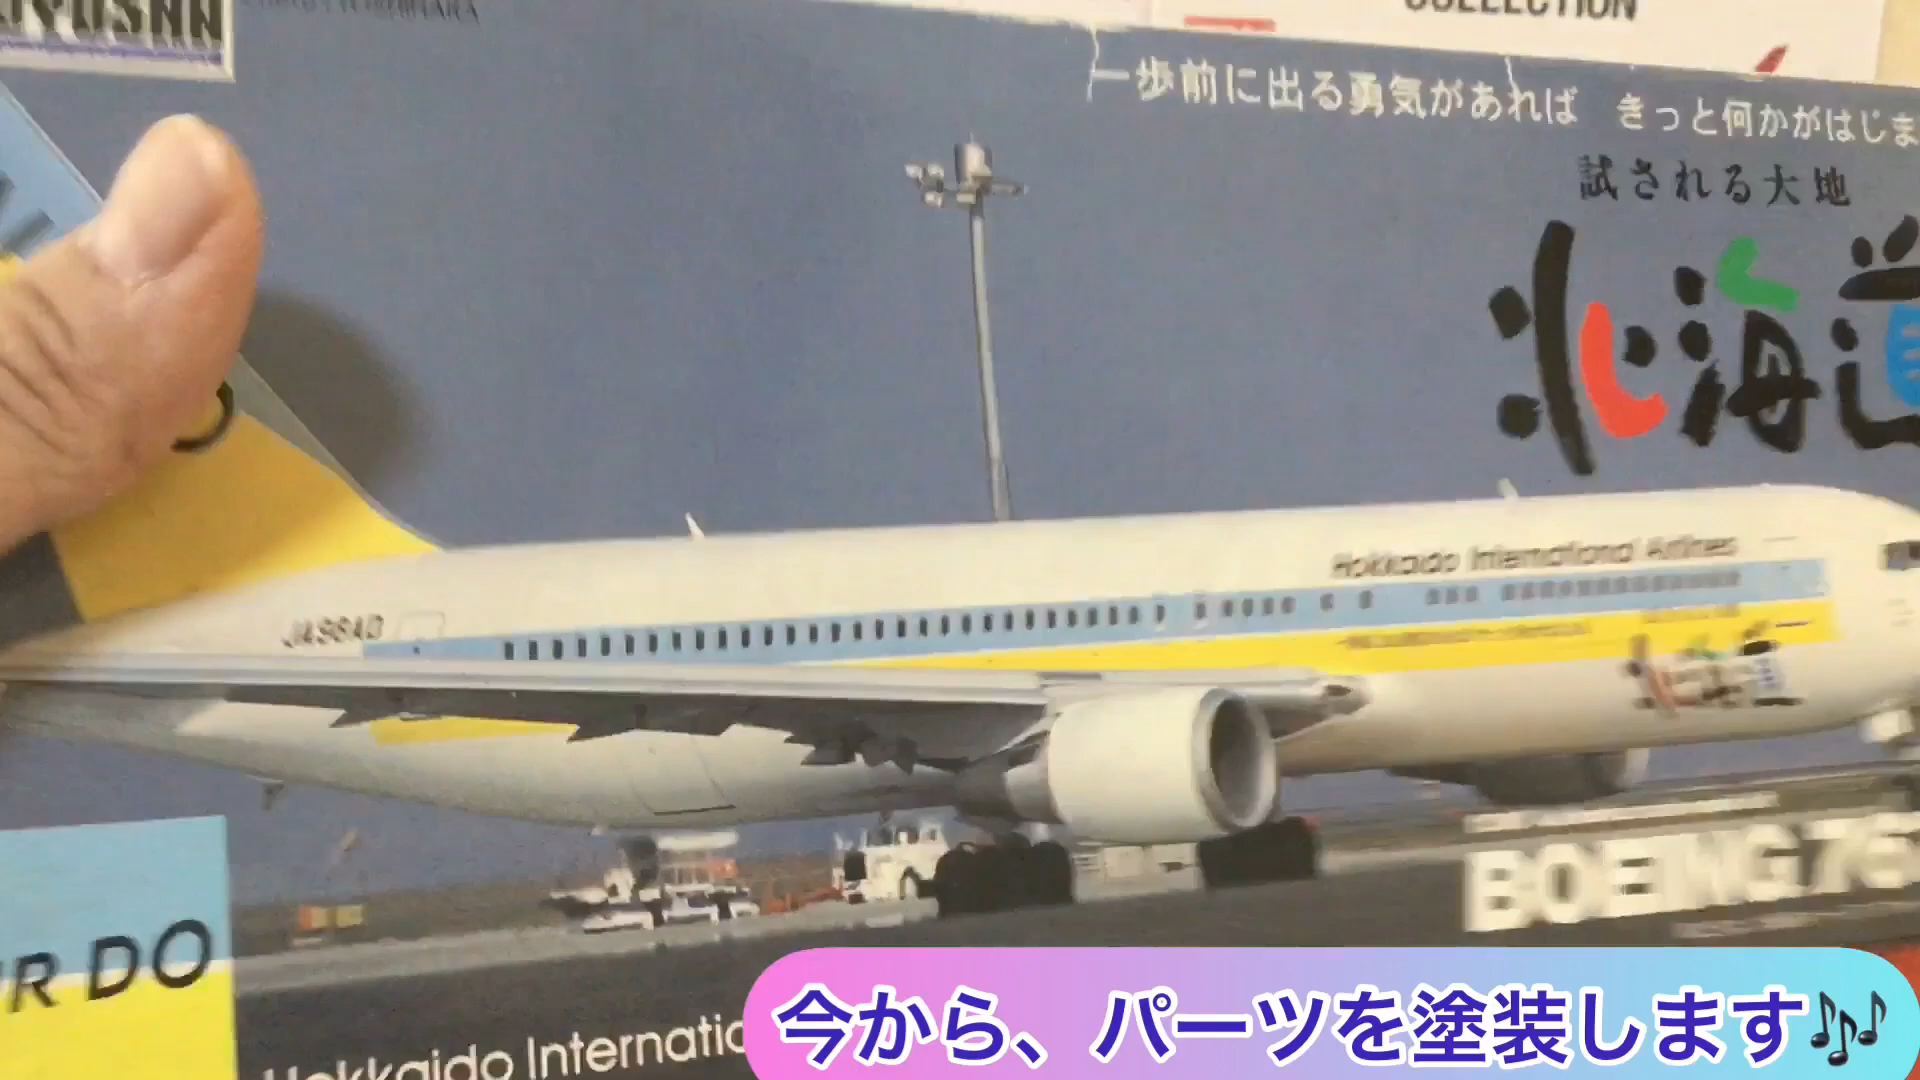 COLLECTION
一歩前に出る勇気があれば きっと何かがはじま
試される大地
北海道
Hokkaido International Airlines
JA98AD
BOEING 76
R DO
Hokkaido Internatio
今から、パーツを塗装します🎶